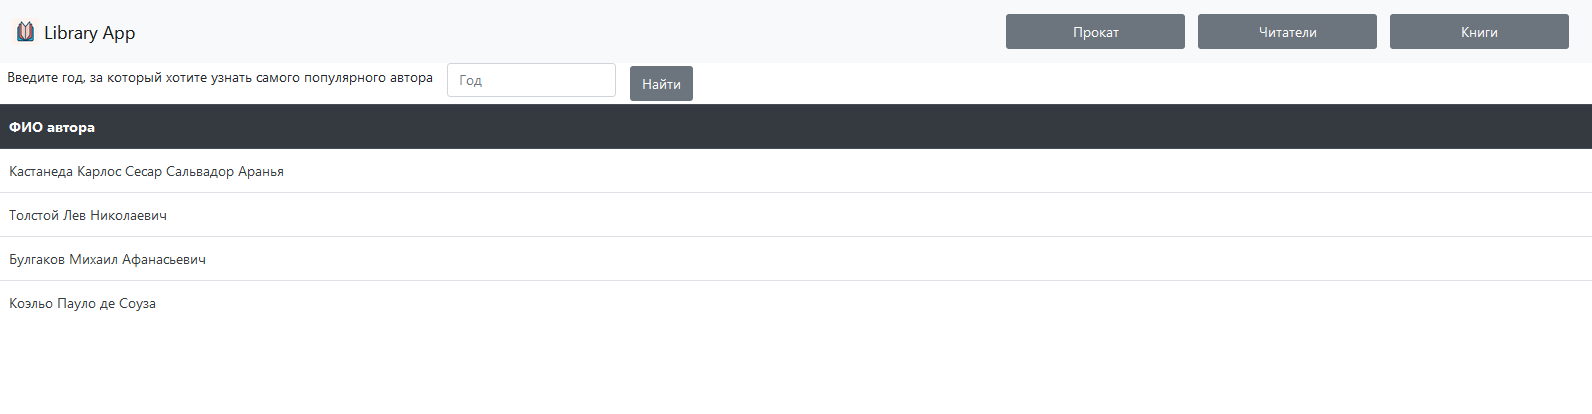 Library App
Прокат
Читатели
Книги
Введите год, за который хотите узнать самого популярного автора
Год
Найти
ФИО автора
Кастанеда Карлос Сесар Сальвадор Аранья
Толстой Лев Николаевич
Булгаков Михаил Афанасьевич
Коэльо Пауло де Соуза